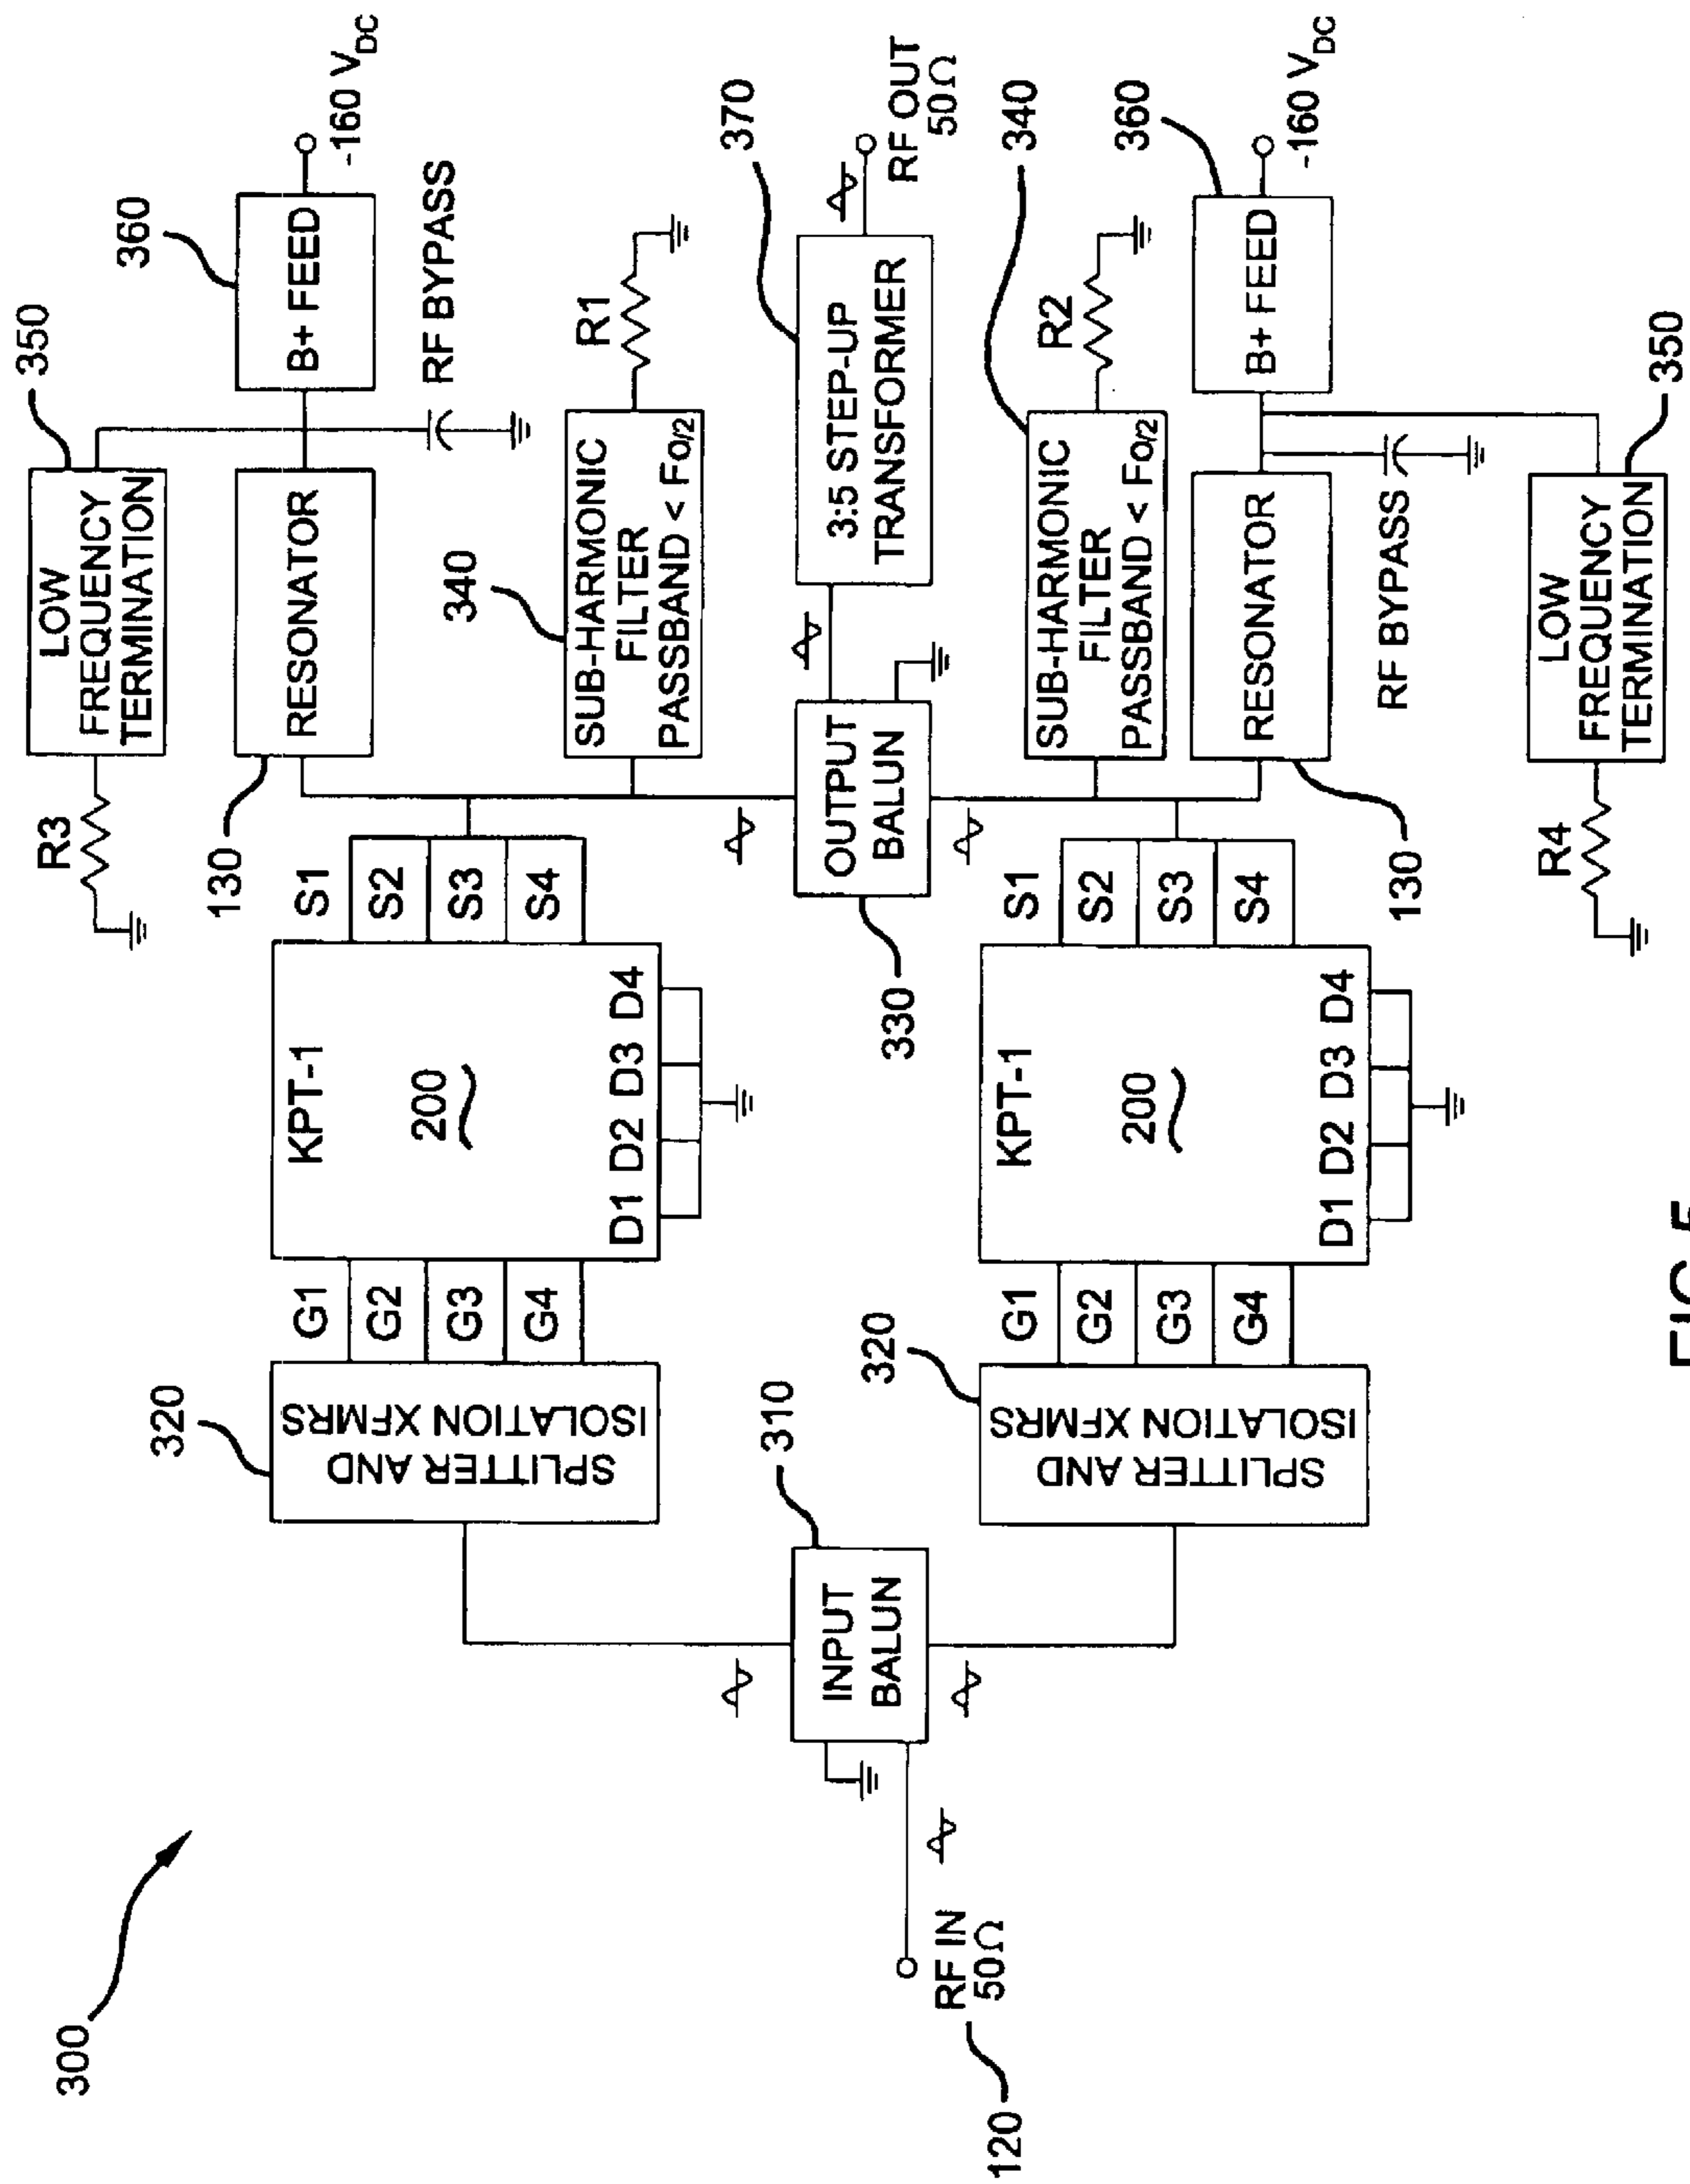 300
350
R3
LOW
FREQUENCY
TERMINATION
360
B+ FEED
-160 VDC
RF BYPASS
RESONATOR
130
320
SPLITTER AND
ISOLATION XFMRS
G1
G2
G3
G4
KPT-1
200
D1 D2 D3 D4
S1
S2
S3
S4
340
SUB-HARMONIC
FILTER
PASSBAND < Fo/2
R1
310
INPUT
BALUN
RF IN
50Ω
120
OUTPUT
BALUN
330
370
3:5 STEP-UP
TRANSFORMER
RF OUT
50Ω
320
SPLITTER AND
ISOLATION XFMRS
G1
G2
G3
G4
KPT-1
200
D1 D2 D3 D4
S1
S2
S3
S4
340
SUB-HARMONIC
FILTER
PASSBAND < Fo/2
R2
RESONATOR
130
360
B+ FEED
-160 VDC
RF BYPASS
350
LOW
FREQUENCY
TERMINATION
R4